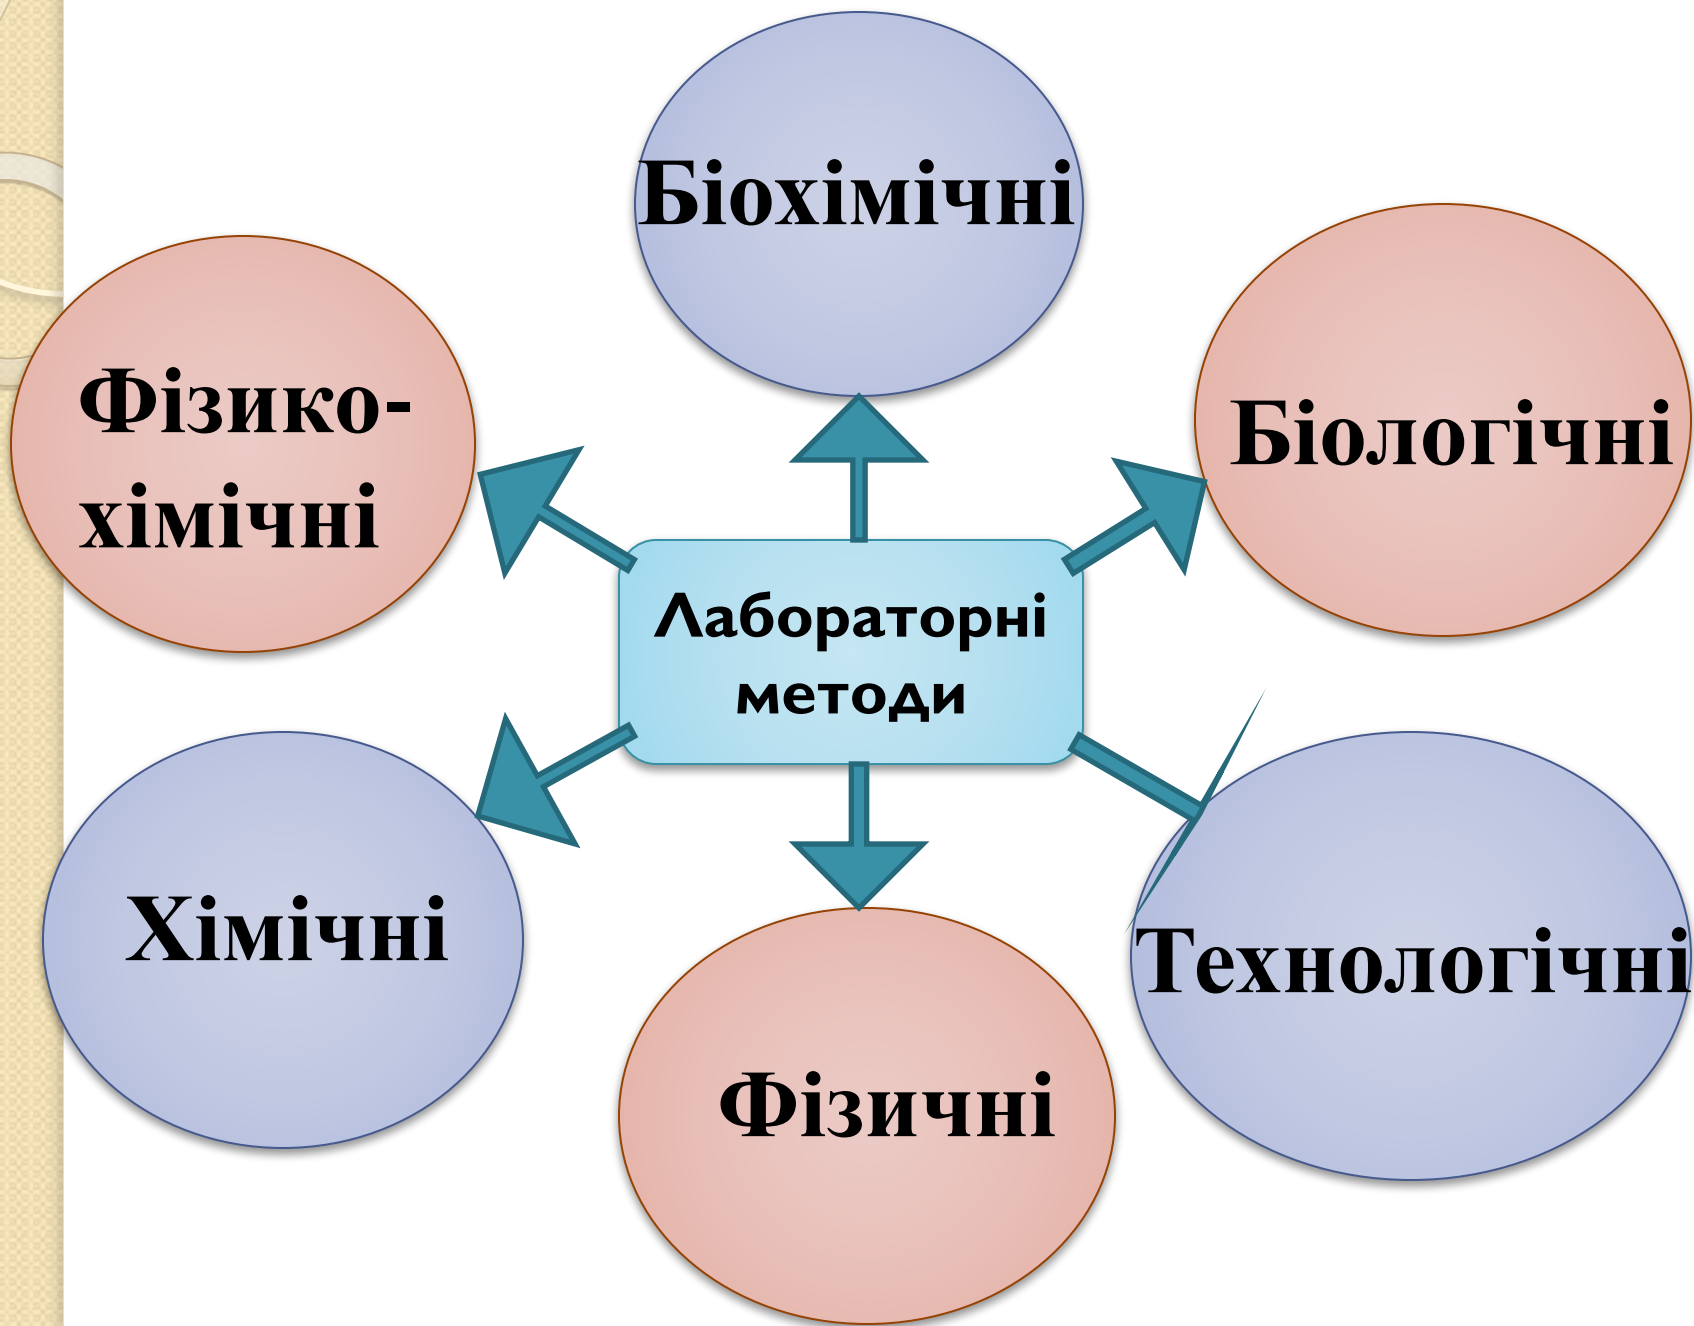 Біохімічні
Біологічні
Фізико-
хімічні
Лабораторні
методи
Хімічні
Технологічні
Фізичні